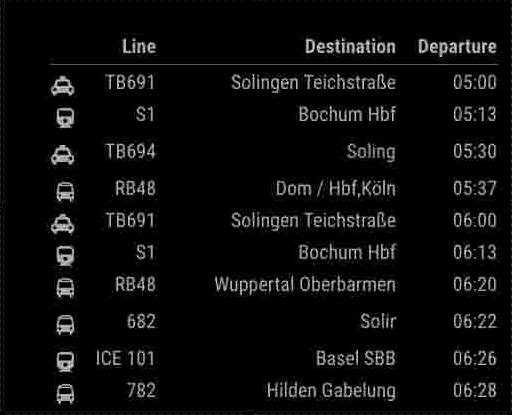 Line Destination Departure
TB691 Solingen Teichstraße 05:00
S1 Bochum Hbf 05:13
TB694 Soling 05:30
RB48 Dom / Hbf,Köln 05:37
TB691 Solingen Teichstraße 06:00
S1 Bochum Hbf 06:13
RB48 Wuppertal Oberbarmen 06:20
682 Solir 06:22
ICE 101 Basel SBB 06:26
782 Hilden Gabelung 06:28